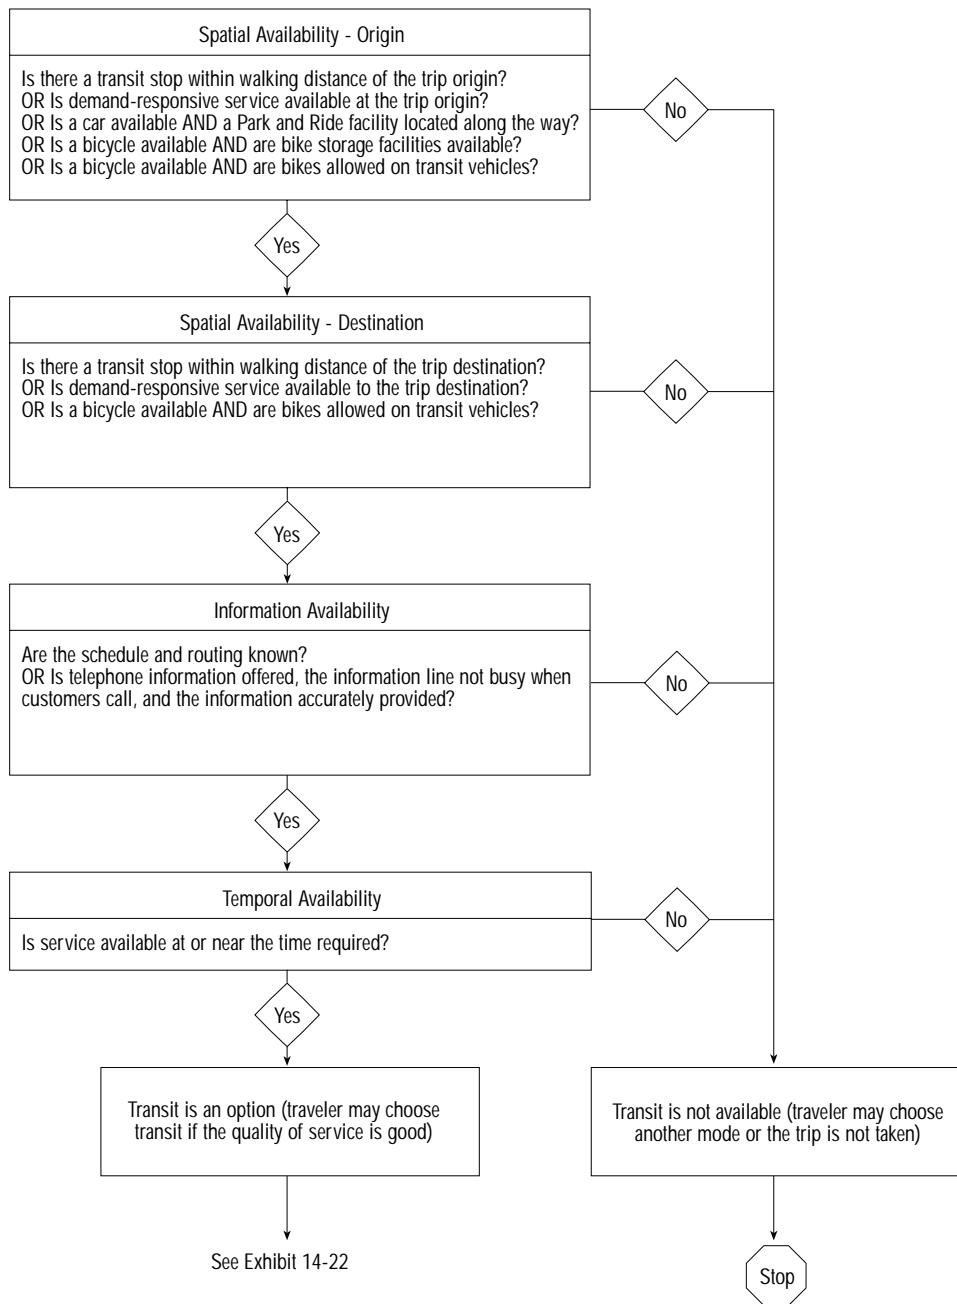 Spatial Availability - Origin
Is there a transit stop within walking distance of the trip origin?
OR Is demand-responsive service available at the trip origin?
OR Is a car available AND a Park and Ride facility located along the way?
OR Is a bicycle available AND are bike storage facilities available?
OR Is a bicycle available AND are bikes allowed on transit vehicles?
No
Yes
Spatial Availability - Destination
Is there a transit stop within walking distance of the trip destination?
OR Is demand-responsive service available to the trip destination?
OR Is a bicycle available AND are bikes allowed on transit vehicles?
No
Yes
Information Availability
Are the schedule and routing known?
OR Is telephone information offered, the information line not busy when
customers call, and the information accurately provided?
No
Yes
Temporal Availability
Is service available at or near the time required?
No
Yes
Transit is an option (traveler may choose
transit if the quality of service is good)
Transit is not available (traveler may choose
another mode or the trip is not taken)
See Exhibit 14-22
Stop